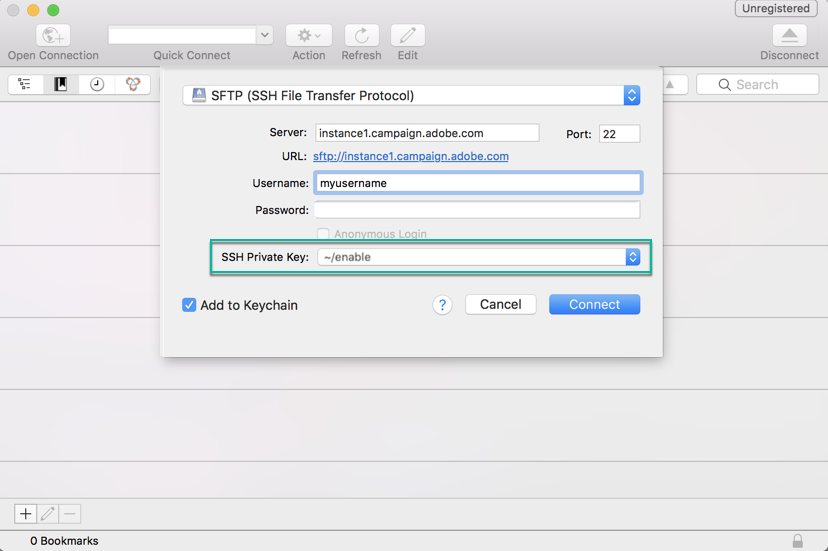 Unregistered
Open Connection
Quick Connect
Action
Refresh
Edit
Disconnect
Search
SFTP (SSH File Transfer Protocol)
Server: instance1.campaign.adobe.com Port: 22
URL: sftp://instance1.campaign.adobe.com
Username: myusername
Password:
Anonymous Login
SSH Private Key: ~/enable
Add to Keychain ? Cancel Connect
0 Bookmarks